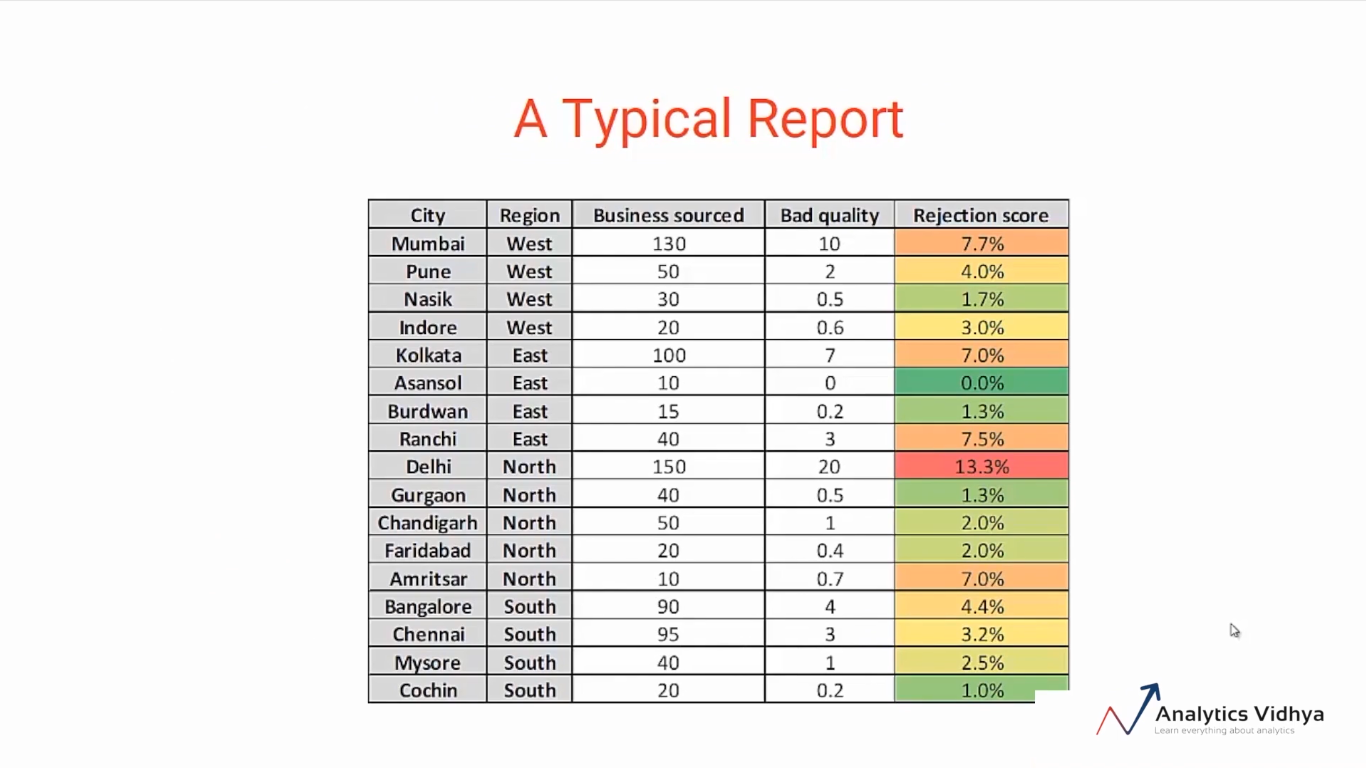 A Typical Report
City Region Business sourced Bad quality Rejection score
Mumbai West 130 10 7.7%
Pune West 50 2 4.0%
Nasik West 30 0.5 1.7%
Indore West 20 0.6 3.0%
Kolkata East 100 7 7.0%
Asansol East 10 0 0.0%
Burdwan East 15 0.2 1.3%
Ranchi East 40 3 7.5%
Delhi North 150 20 13.3%
Gurgaon North 40 0.5 1.3%
Chandigarh North 50 1 2.0%
Faridabad North 20 0.4 2.0%
Amritsar North 10 0.7 7.0%
Bangalore South 90 4 4.4%
Chennai South 95 3 3.2%
Mysore South 40 1 2.5%
Cochin South 20 0.2 1.0%
Analytics Vidhya
Learn everything about analytics